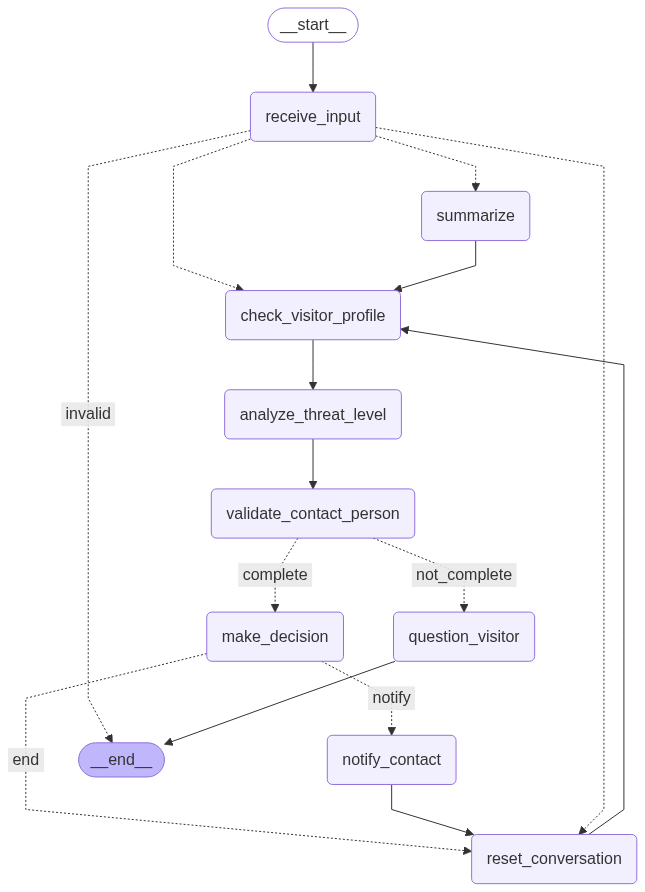 __start__
receive_input
summarize
check_visitor_profile
analyze_threat_level
invalid
validate_contact_person
complete
not_complete
make_decision
question_visitor
notify
end
__end__
notify_contact
reset_conversation